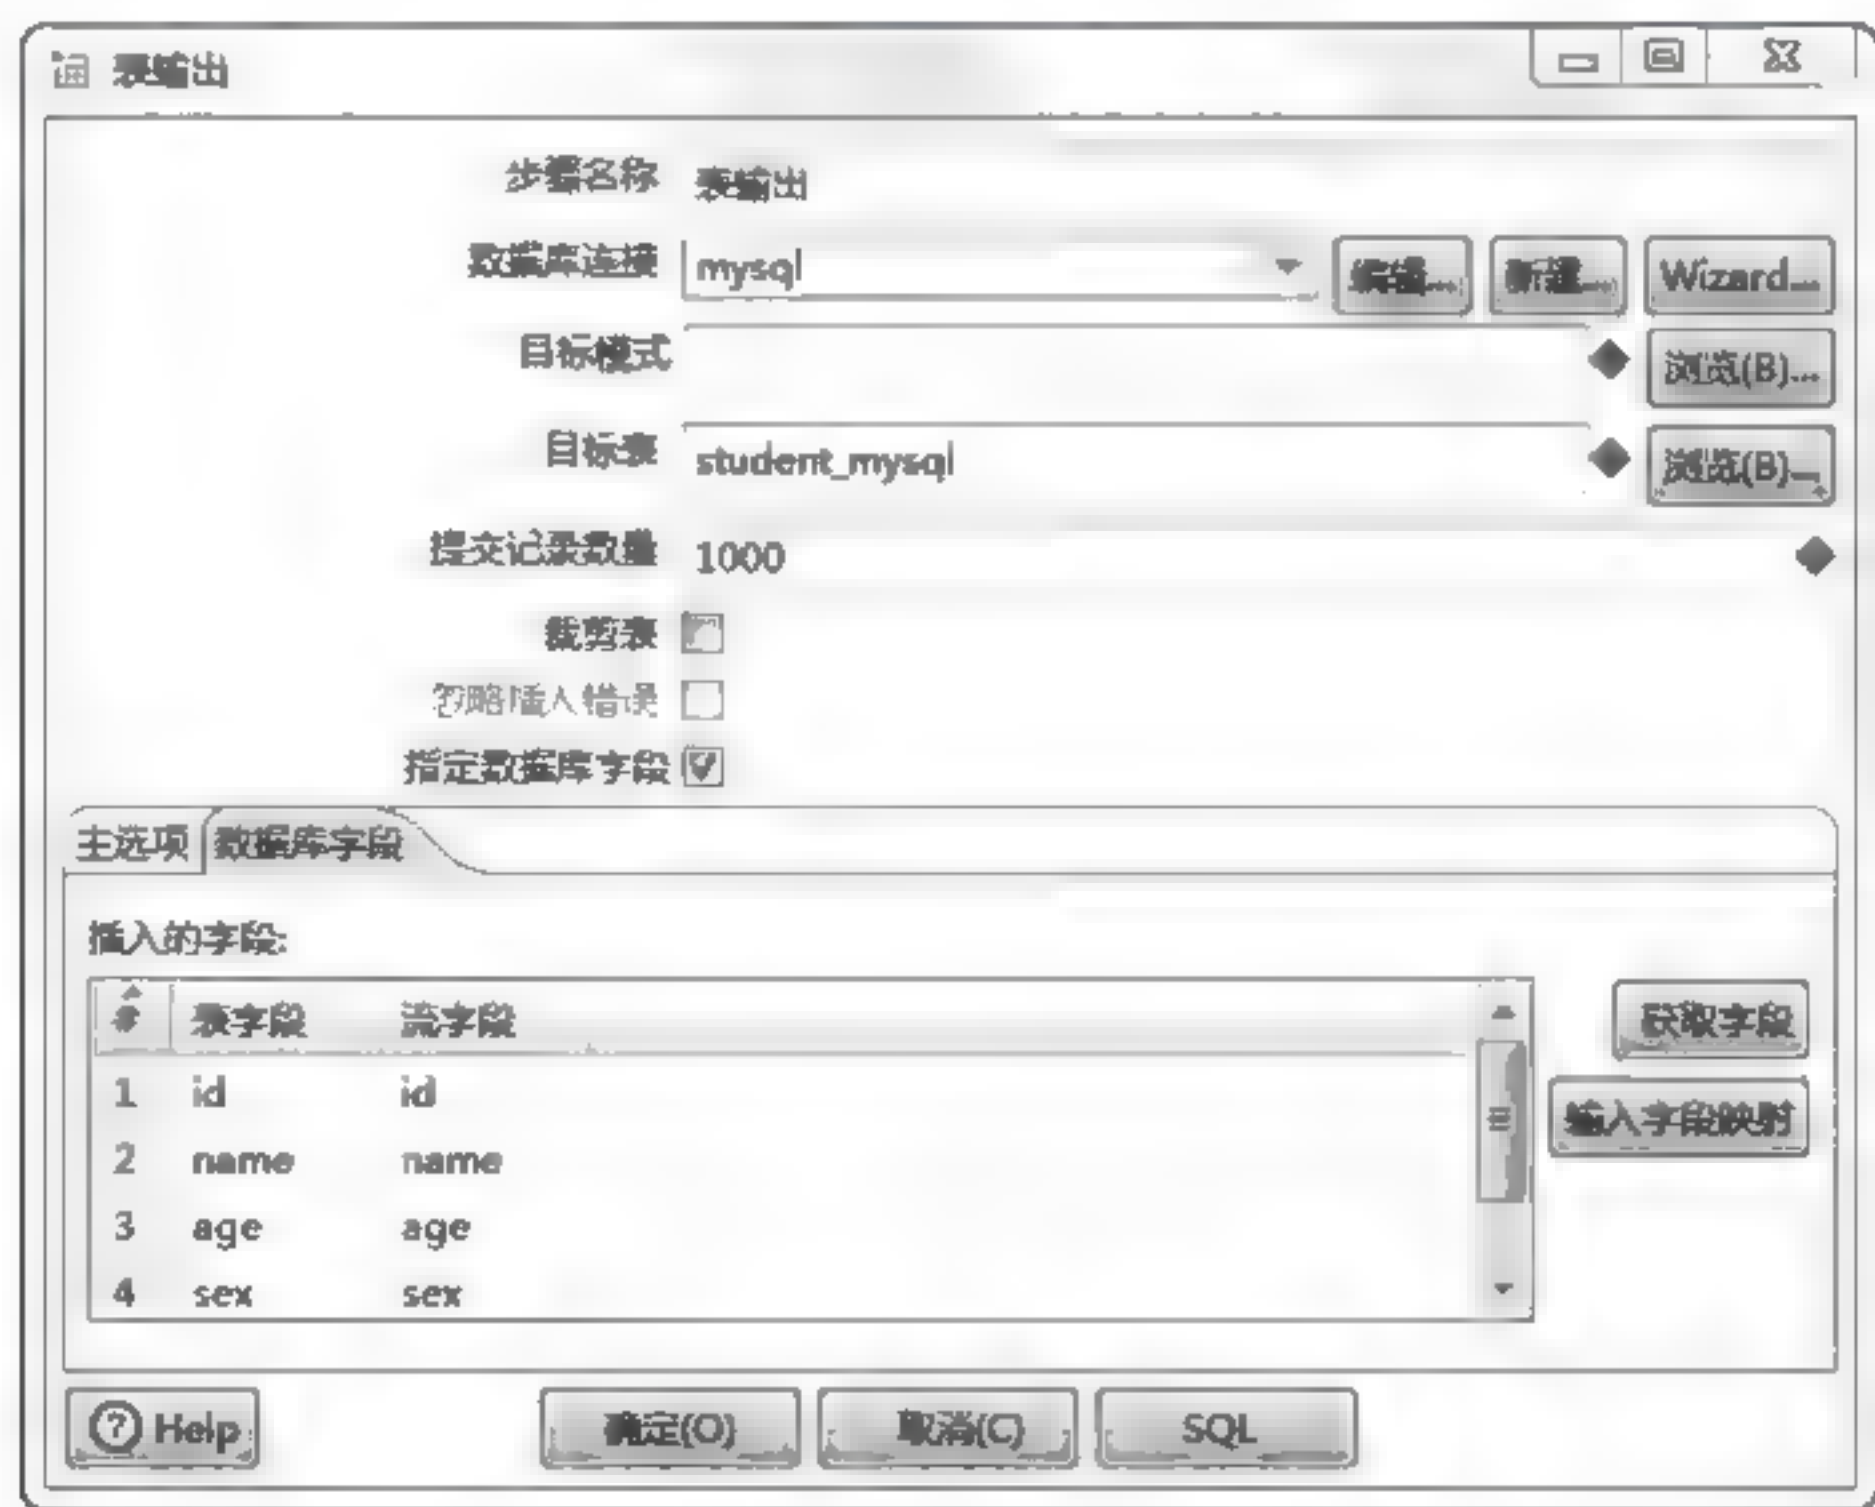 表输出
步骤名称 表输出
数据库连接 mysql 编辑... 新建... Wizard...
目标模式 浏览(B)...
目标表 student_mysql 浏览(B)...
提交记录数量 1000
裁剪表
忽略插入错误
指定数据库字段
主选项 数据库字段
插入的字段:
# 表字段 流字段 获取字段
1 id id
输入字段映射
2 name name
3 age age
4 sex sex
Help 确定(O) 取消(C) SQL